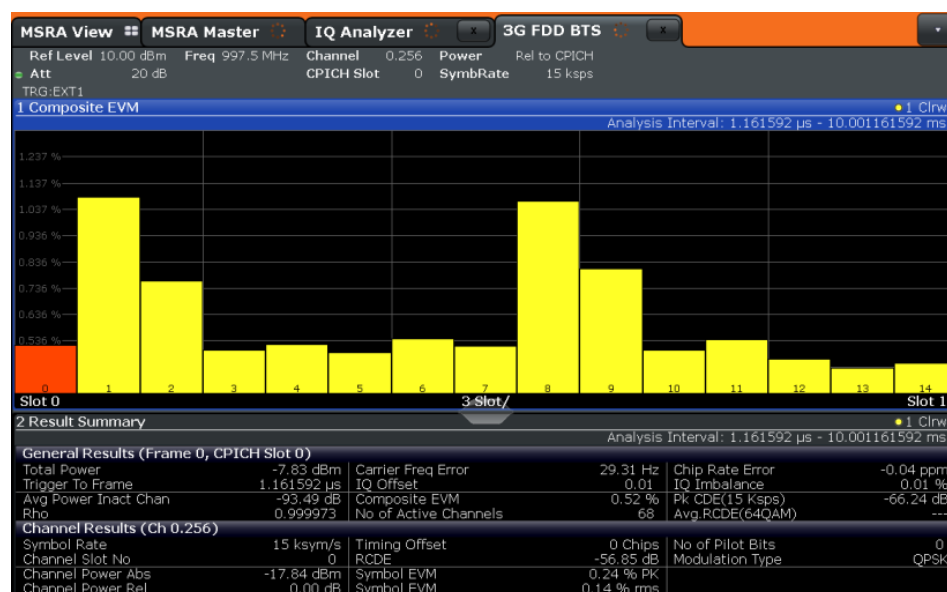 MSRA View MSRA Master IQ Analyzer x 3G FDD BTS x
Ref Level 10.00 dBm Freq 997.5 MHz Channel 0.256 Power Rel to CPICH
Att 20 dB CPICH Slot 0 SymbRate 15 ksps
TRG:EXT1
1 Composite EVM 1 Clrw
Analysis Interval: 1.161592 µs - 10.001161592 ms
1.237 %
1.137 %
1.037 %
0.936 %
0.836 %
0.736 %
0.636 %
0.536 %
0 1 2 3 4 5 6 7 8 9 10 11 12 13 14
Slot 0 3 Slot/ Slot 1
2 Result Summary 1 Clrw
Analysis Interval: 1.161592 µs - 10.001161592 ms
General Results (Frame 0, CPICH Slot 0)
Total Power -7.83 dBm Carrier Freq Error 29.31 Hz Chip Rate Error -0.04 ppm
Trigger To Frame 1.161592 µs IQ Offset 0.01 IQ Imbalance 0.01 %
Avg Power Inact Chan -93.49 dB Composite EVM 0.52 % Pk CDE(15 Ksps) -66.24 dB
Rho 0.999973 No of Active Channels 68 Avg.RCDE(64QAM) ---
Channel Results (Ch 0.256)
Symbol Rate 15 ksym/s Timing Offset 0 Chips No of Pilot Bits 0
Channel Slot No 0 RCDE -56.85 dB Modulation Type QPSK
Channel Power Abs -17.84 dBm Symbol EVM 0.24 % PK
Channel Power Rel 0.00 dB Symbol EVM 0.14 % rms